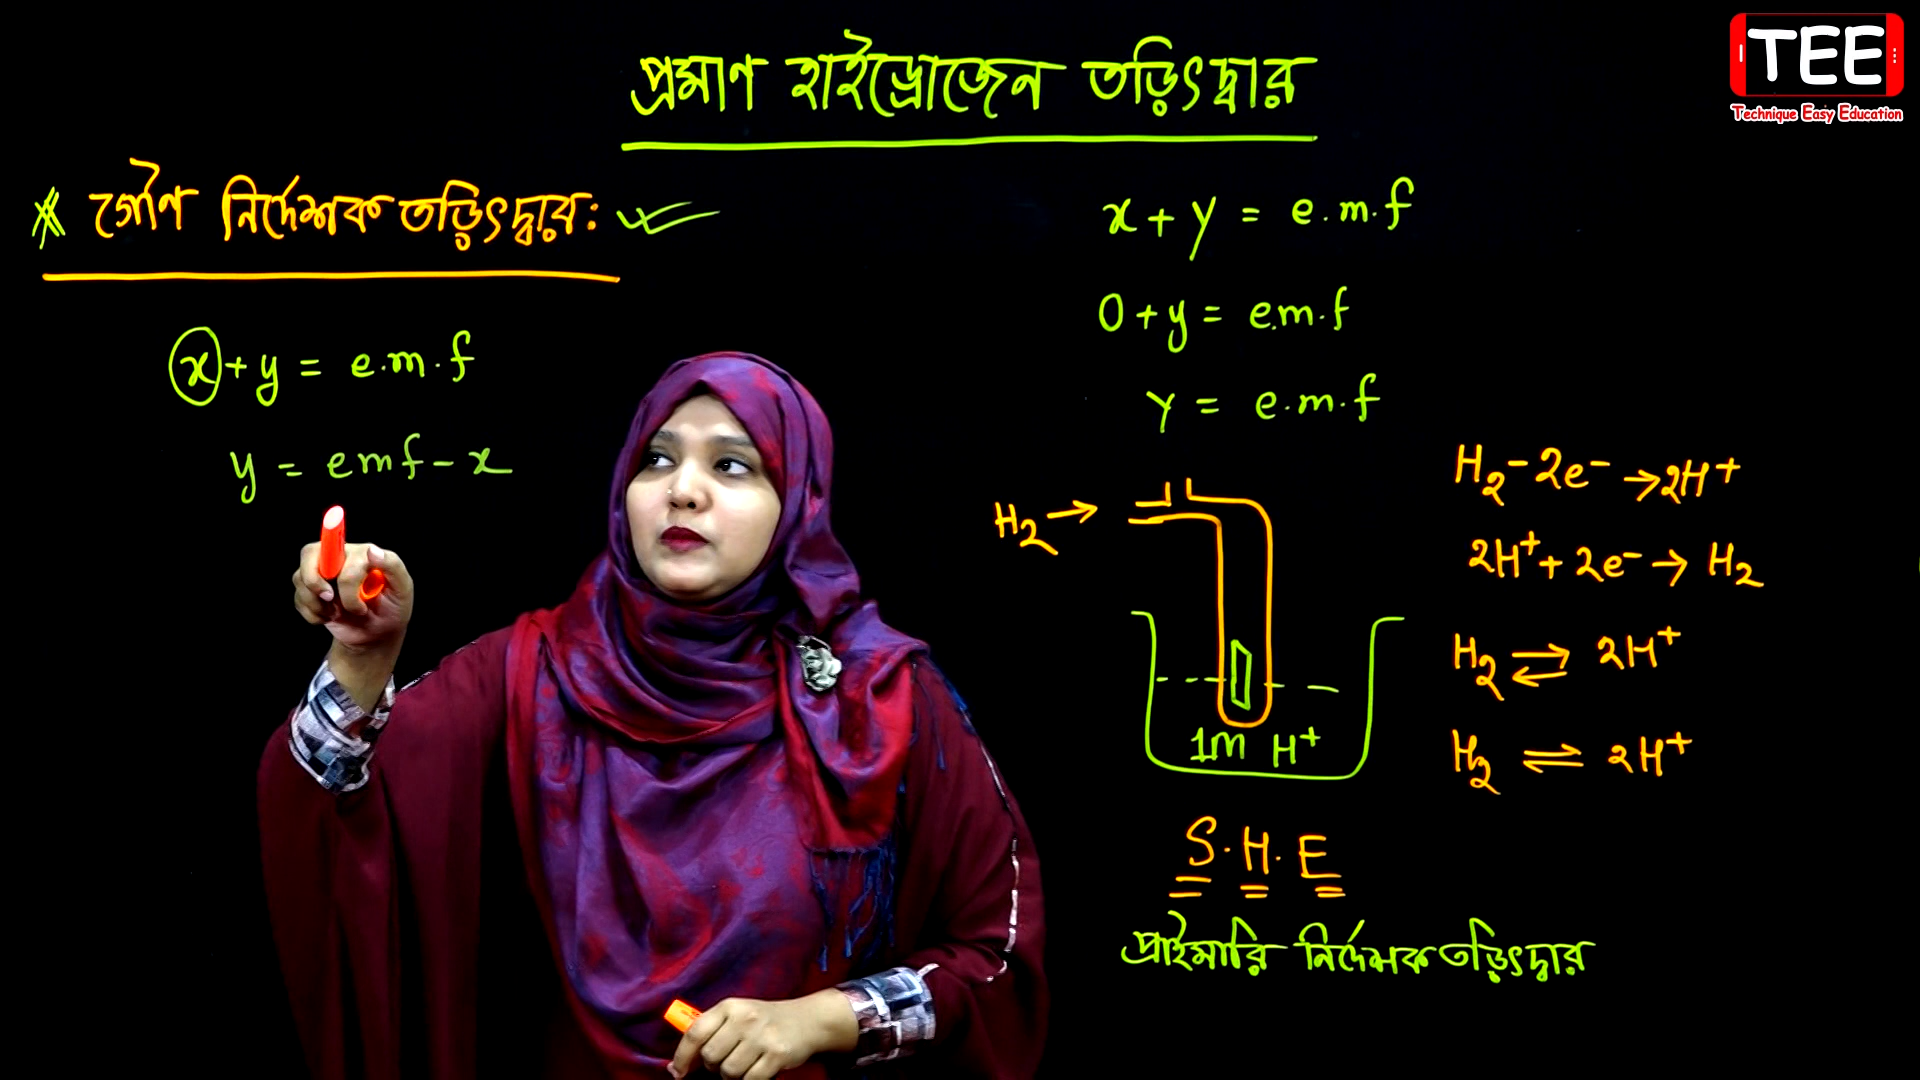 প্রমাণ হাইড্রোজেন তড়িৎদ্বার
TEE
Technique Easy Education
* গৌণ নির্দেশক তড়িৎদ্বার:
x + y = e.m.f
y = emf - x
x + y = e.m.f
0 + y = e.m.f
y = e.m.f
H₂ →
1m H⁺
H₂ - 2e⁻ → 2H⁺
2H⁺ + 2e⁻ → H₂
H₂ ⇌ 2H⁺
H₂ ⇌ 2H⁺
S.H.E
প্রাইমারি নির্দেশক তড়িৎদ্বার